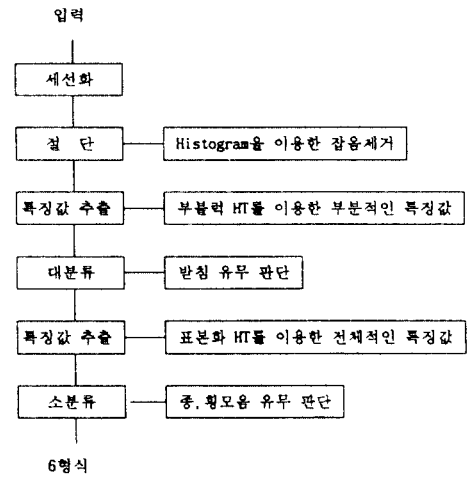 입력
세선화
절 단
Histogram을 이용한 잡음제거
특징값 추출
부블럭 HT를 이용한 부분적인 특징값
대분류
받침 유무 판단
특징값 추출
표본화 HT를 이용한 전체적인 특징값
소분류
종,횡모음 유무 판단
6형식